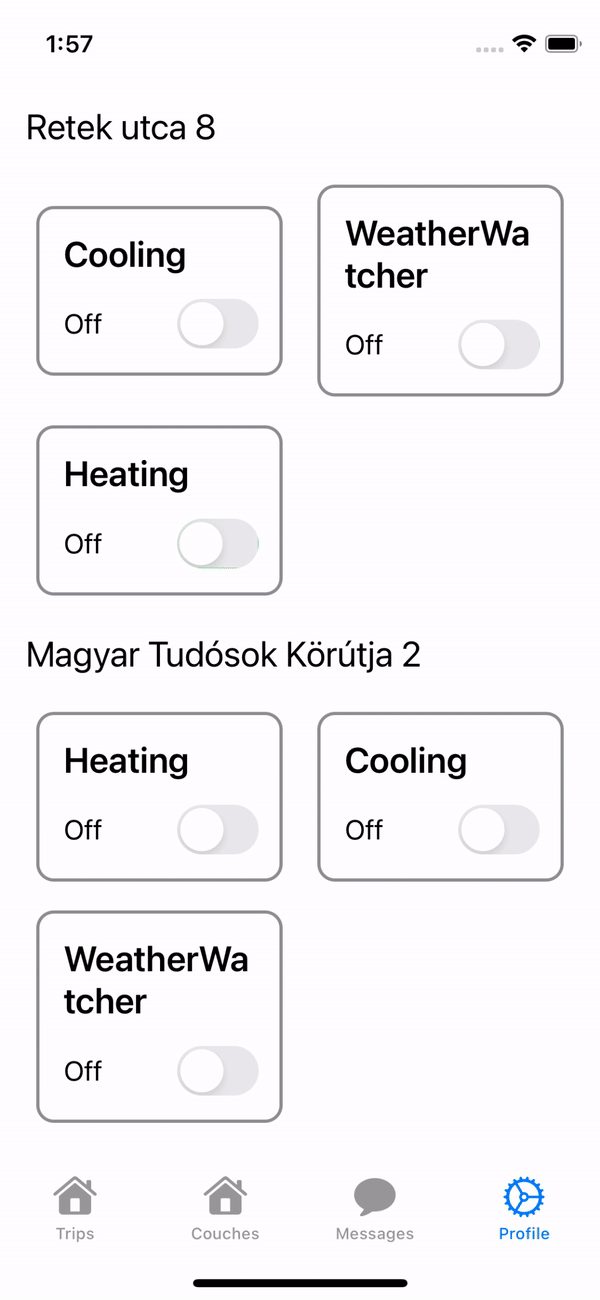 1:57
Retek utca 8
Cooling
Off
WeatherWa
tcher
Off
Heating
Off
Magyar Tudósok Körútja 2
Heating
Off
Cooling
Off
WeatherWa
tcher
Off
Trips
Couches
Messages
Profile